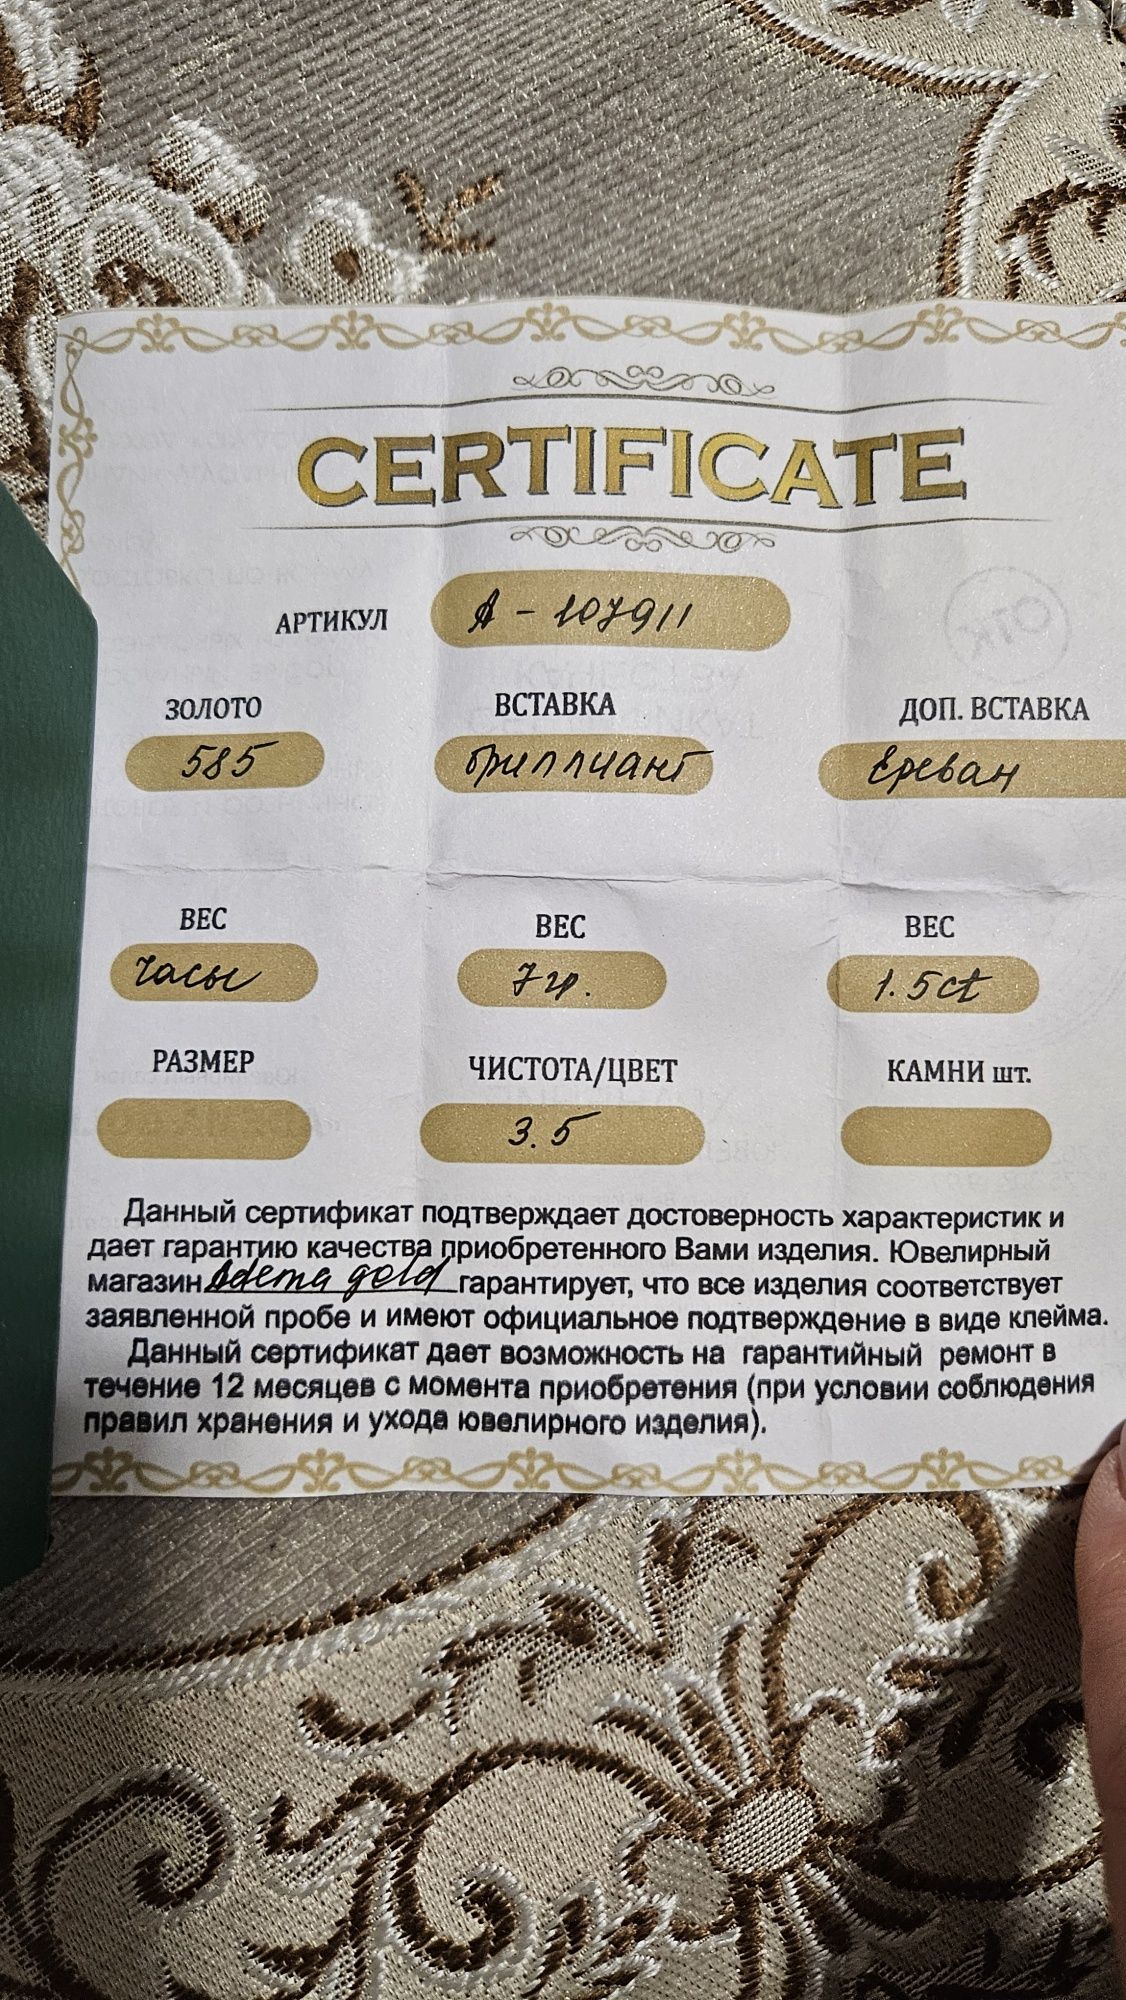 CERTIFICATE
АРТИКУЛ А - 107911
ЗОЛОТО ВСТАВКА ДОП. ВСТАВКА
585 бриллиант Ереван
ВЕС ВЕС ВЕС
часы 7 гр. 1.5ct
РАЗМЕР ЧИСТОТА/ЦВЕТ КАМНИ шт.
3.5
Данный сертификат подтверждает достоверность характеристик и
дает гарантию качества приобретенного Вами изделия. Ювелирный
магазин Adema gold гарантирует, что все изделия соответствует
заявленной пробе и имеют официальное подтверждение в виде клейма.
Данный сертификат дает возможность на гарантийный ремонт в
течение 12 месяцев с момента приобретения (при условии соблюдения
правил хранения и ухода ювелирного изделия).